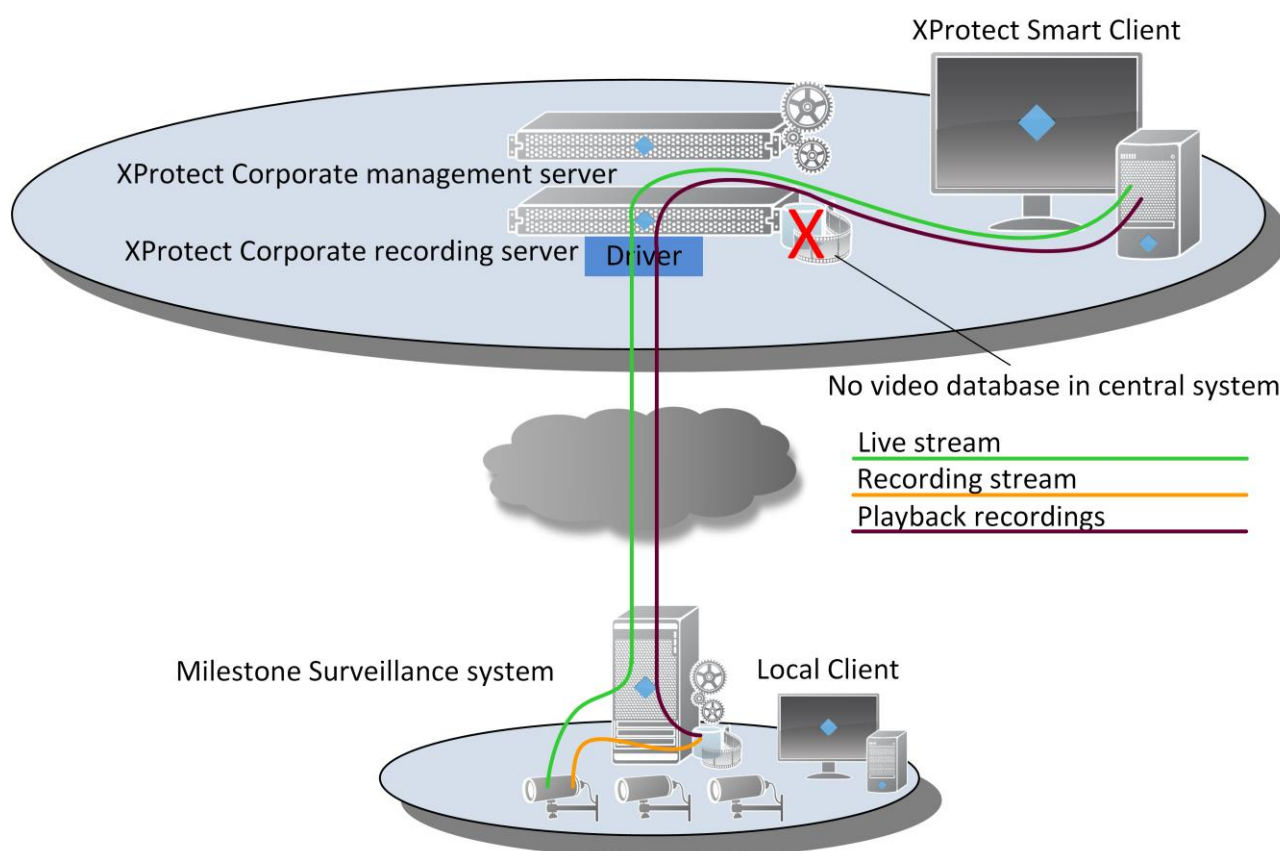 XProtect Smart Client
XProtect Corporate management server
XProtect Corporate recording server
Driver
X
No video database in central system
Live stream
Recording stream
Playback recordings
Milestone Surveillance system
Local Client